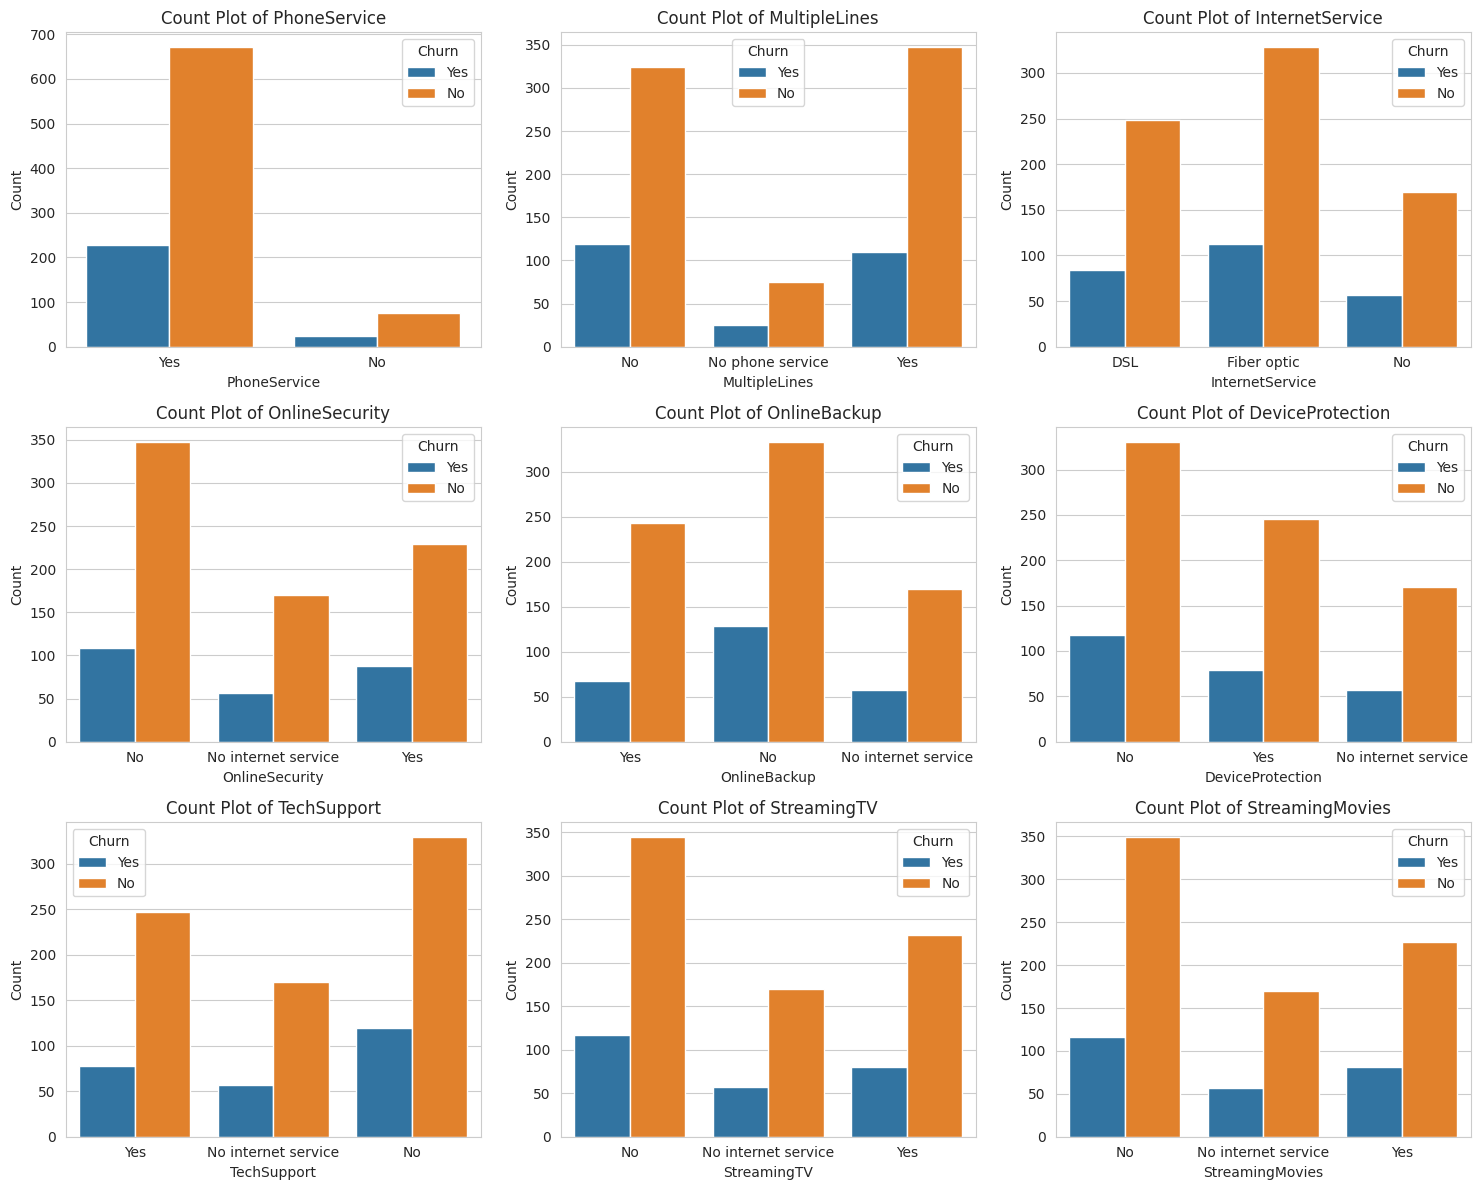 Count Plot of PhoneService
700
600
500
400
300
200
100
0
Count
Churn
Yes
No
Yes No
PhoneService
Count Plot of MultipleLines
350
300
250
200
150
100
50
0
Count
Churn
Yes
No
No No phone service Yes
MultipleLines
Count Plot of InternetService
300
250
200
150
100
50
0
Count
Churn
Yes
No
DSL Fiber optic No
InternetService
Count Plot of OnlineSecurity
350
300
250
200
150
100
50
0
Count
Churn
Yes
No
No No internet service Yes
OnlineSecurity
Count Plot of OnlineBackup
300
250
200
150
100
50
0
Count
Churn
Yes
No
Yes No No internet service
OnlineBackup
Count Plot of DeviceProtection
300
250
200
150
100
50
0
Count
Churn
Yes
No
No Yes No internet service
DeviceProtection
Count Plot of TechSupport
300
250
200
150
100
50
0
Count
Churn
Yes
No
Yes No internet service No
TechSupport
Count Plot of StreamingTV
350
300
250
200
150
100
50
0
Count
Churn
Yes
No
No No internet service Yes
StreamingTV
Count Plot of StreamingMovies
350
300
250
200
150
100
50
0
Count
Churn
Yes
No
No No internet service Yes
StreamingMovies